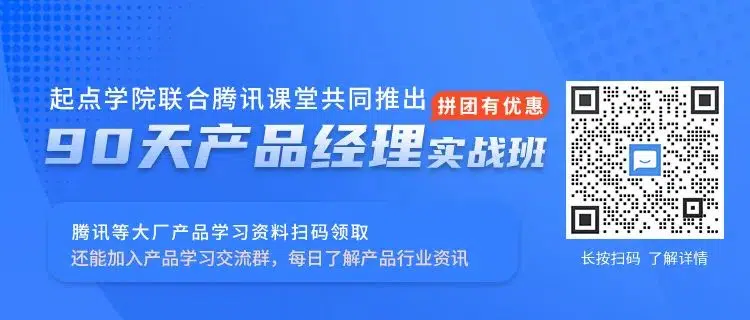 起点学院联合腾讯课堂共同推出
拼团有优惠
90天产品经理实战班
腾讯等大厂产品学习资料扫码领取
还能加入产品学习交流群，每日了解产品行业资讯
长按扫码 了解详情